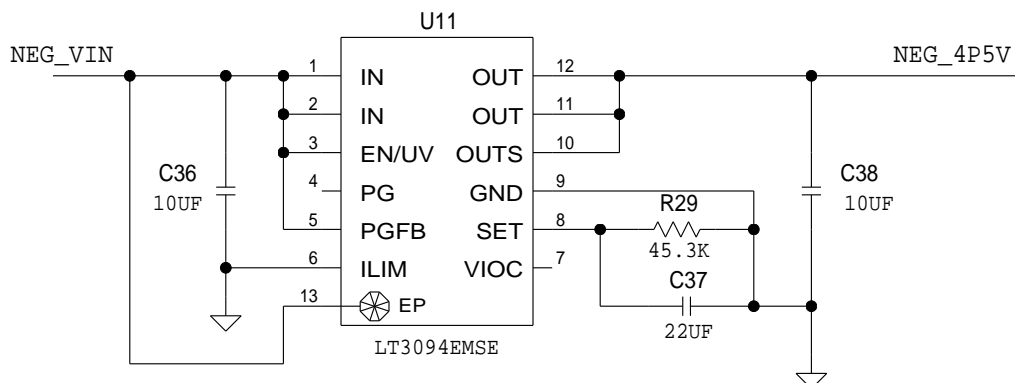 U11
NEG_VIN
NEG_4P5V
1 IN OUT 12
2 IN OUT 11
3 EN/UV OUTS 10
4 PG GND 9
5 PGFB SET 8
6 ILIM VIOC 7
13 EP
LT3094EMSE
C36
10UF
R29
45.3K
C37
22UF
C38
10UF